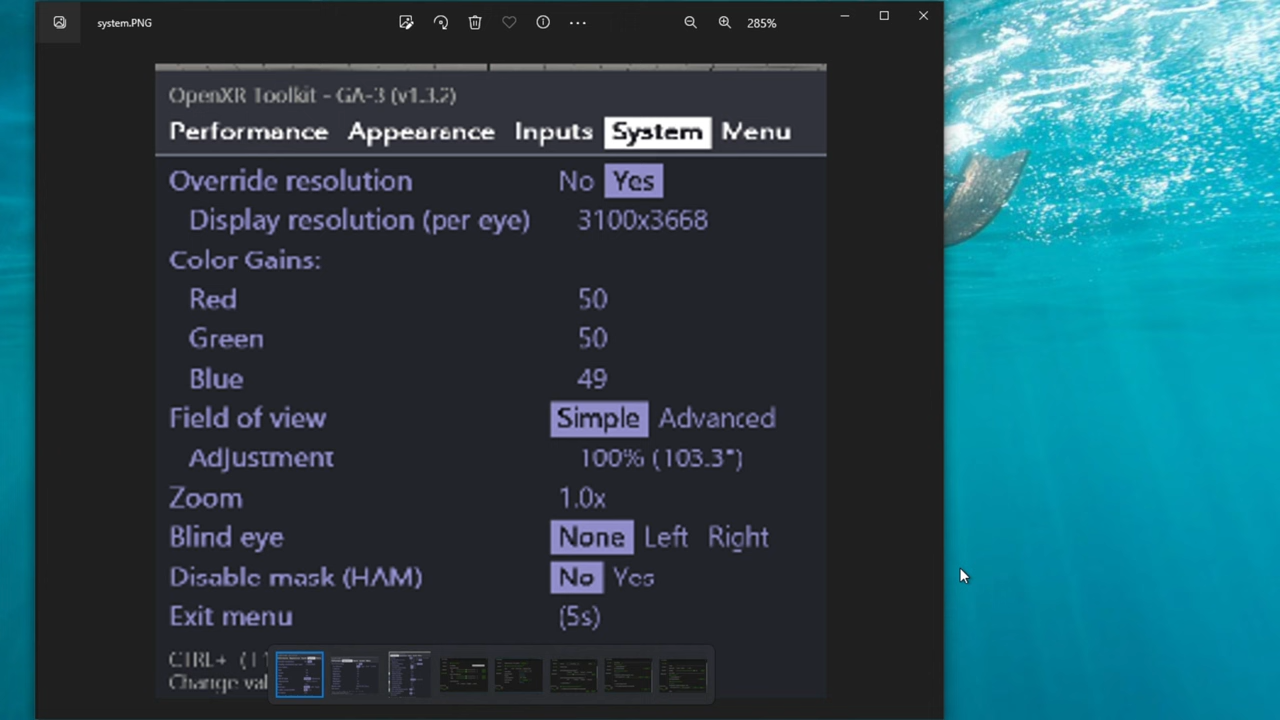 system.PNG
285%
OpenXR Toolkit - GA-3 (v1.3.2)
Performance Appearance Inputs System Menu
Override resolution No Yes
Display resolution (per eye) 3100x3668
Color Gains:
Red 50
Green 50
Blue 49
Field of view Simple Advanced
Adjustment 100% (103.3°)
Zoom 1.0x
Blind eye None Left Right
Disable mask (HAM) No Yes
Exit menu (5s)
CTRL+
Change